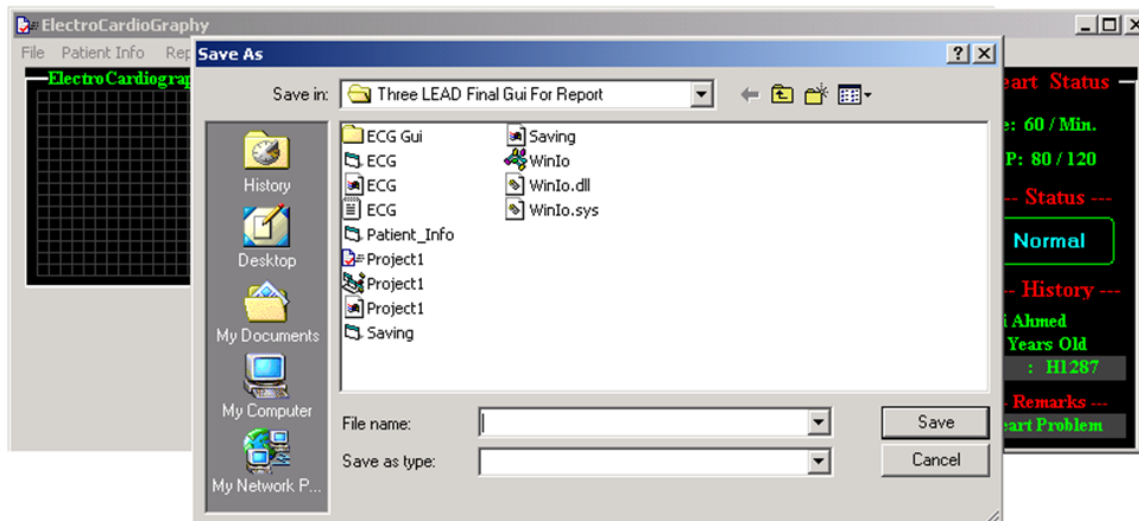 ElectroCardioGraphy
File Patient Info Rep
Save As
Save in: Three LEAD Final Gui For Report
History
Desktop
My Documents
My Computer
My Network P...
ECG Gui
ECG
ECG
ECG
Patient_Info
Project1
Project1
Project1
Saving
Saving
WinIo
WinIo.dll
WinIo.sys
File name:
Save
Save as type:
Cancel
ElectroCardiograp
eart Status
e: 60 / Min.
P: 80 / 120
-- Status ---
Normal
-- History ---
i Ahmed
Years Old
: H1287
- Remarks ---
eart Problem